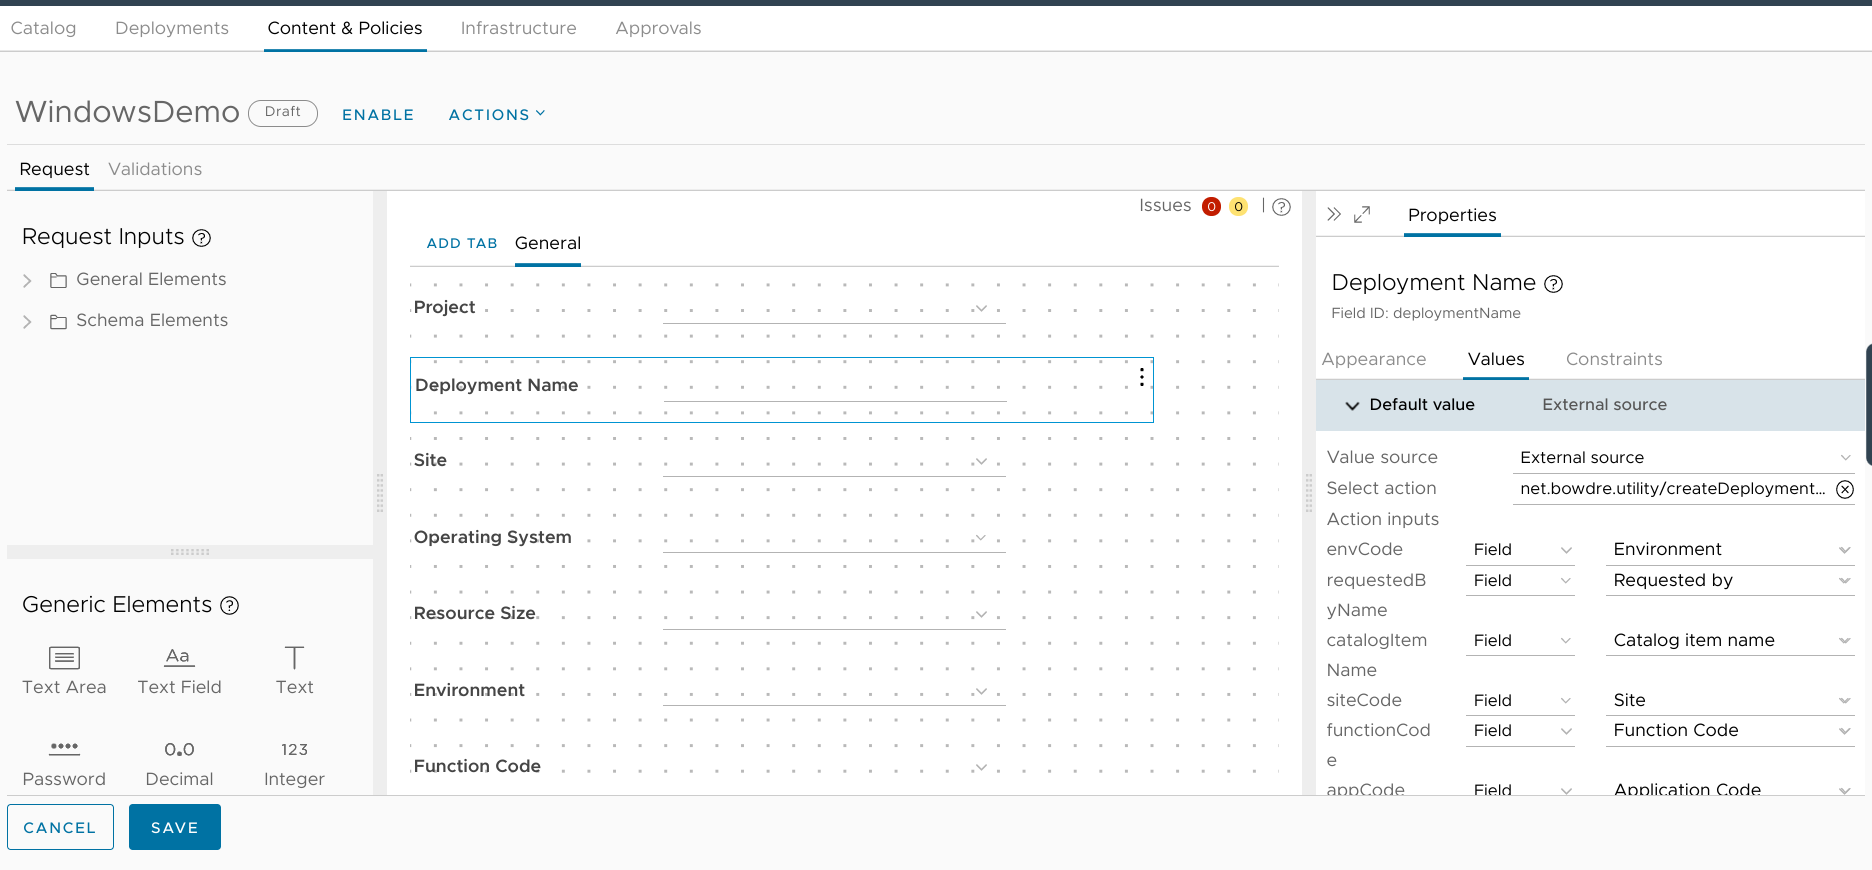 Catalog Deployments Content & Policies Infrastructure Approvals
WindowsDemo Draft ENABLE ACTIONS
Request Validations
Request Inputs ?
General Elements
Schema Elements
Generic Elements ?
Text Area
Aa
Text Field
T
Text
Password
0.0
Decimal
123
Integer
Issues 0 0 | ?
ADD TAB General
Project
Deployment Name
Site
Operating System
Resource Size
Environment
Function Code
Properties
Deployment Name ?
Field ID: deploymentName
Appearance Values Constraints
Default value External source
Value source External source
Select action net.bowdre.utility/createDeployment...
Action inputs
envCode Field Environment
requestedB Field Requested by
yName
catalogItem Field Catalog item name
Name
siteCode Field Site
functionCod Field Function Code
e
appCode Field Application Code
CANCEL SAVE